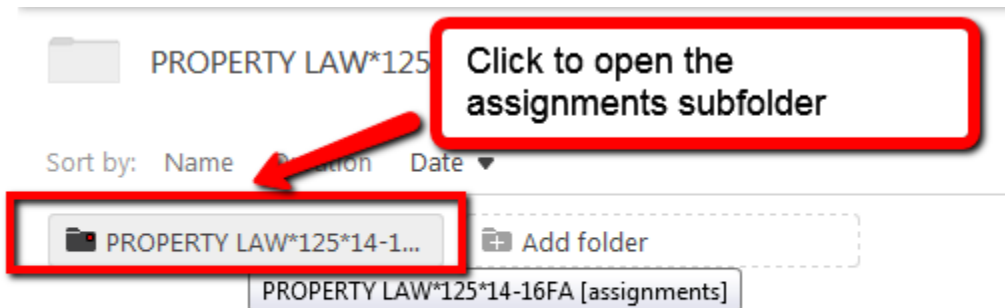 PROPERTY LAW*125
Click to open the
assignments subfolder
Sort by: Name Duration Date ▼
PROPERTY LAW*125*14-1...
Add folder
PROPERTY LAW*125*14-16FA [assignments]